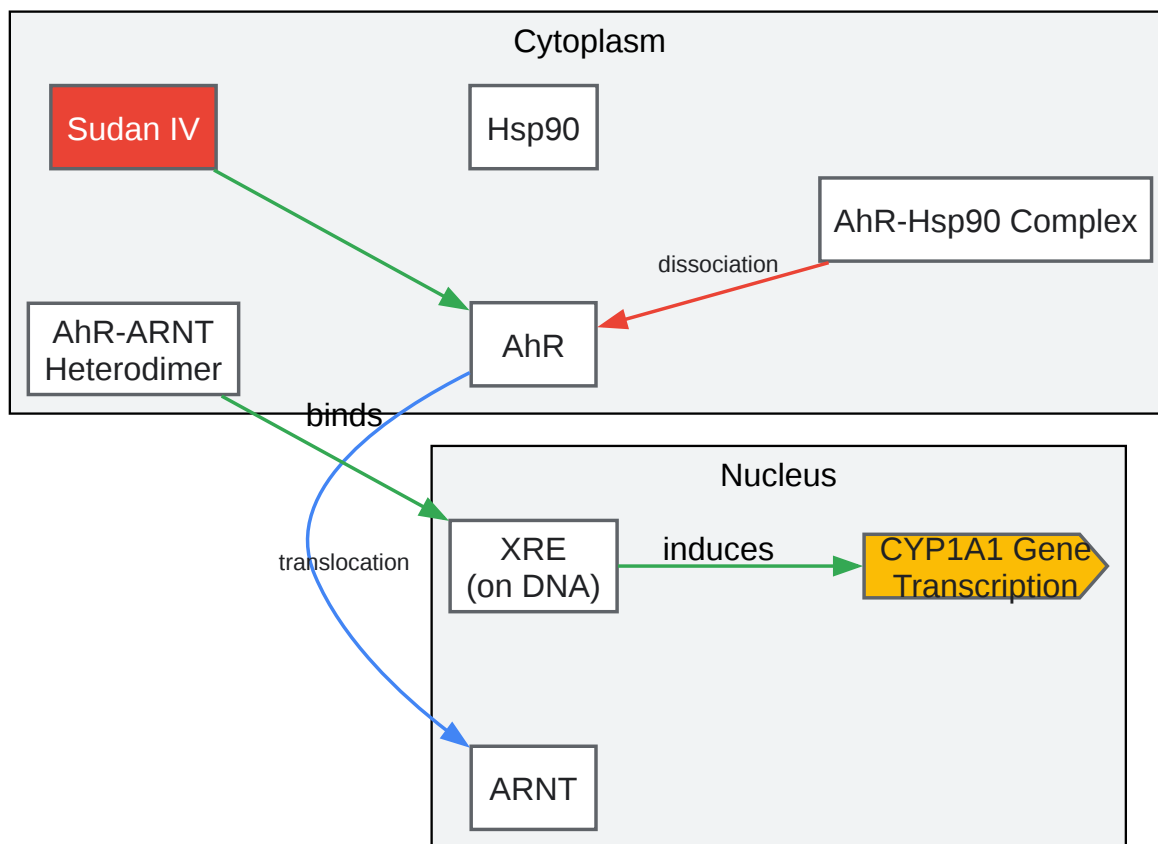 Cytoplasm
Sudan IV
Hsp90
AhR-Hsp90 Complex
dissociation
AhR-ARNT
Heterodimer
AhR
binds
Nucleus
XRE
(on DNA)
induces
CYP1A1 Gene
Transcription
translocation
ARNT